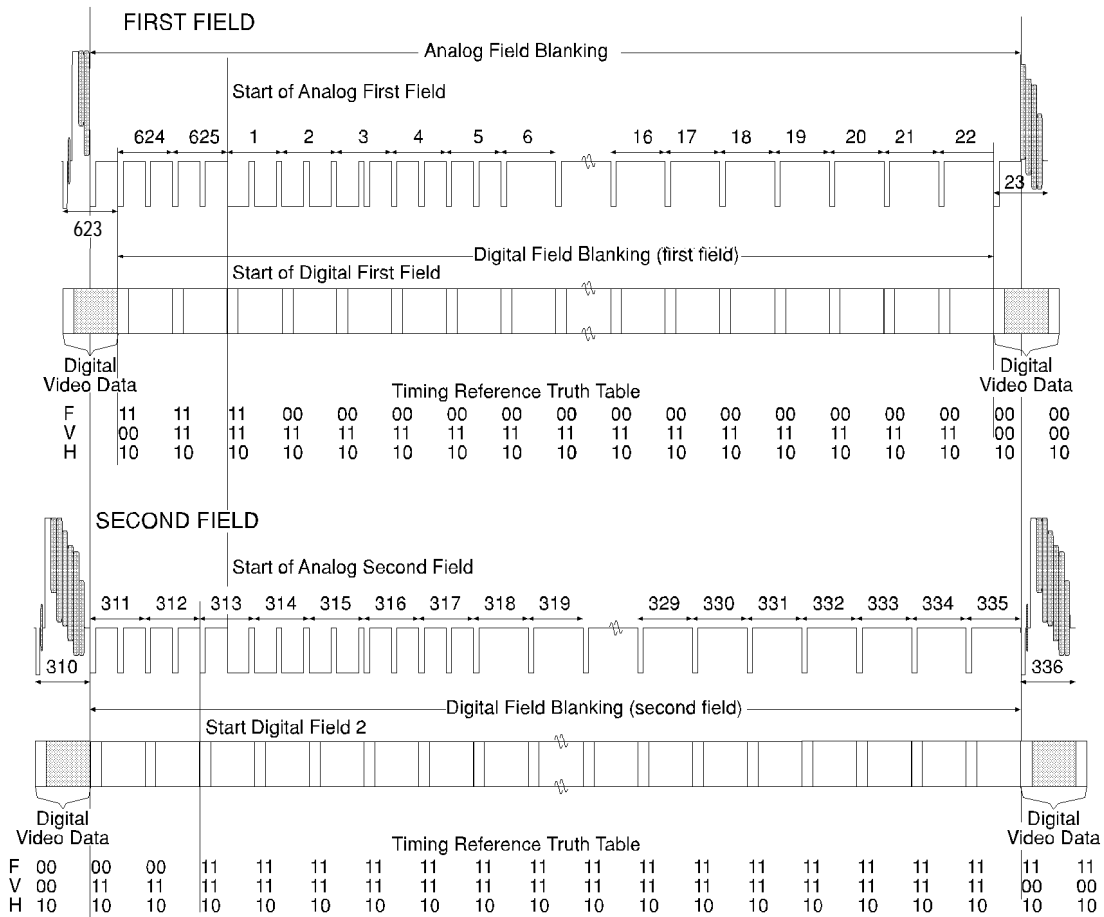 FIRST FIELD
Analog Field Blanking
Start of Analog First Field
624 625 1 2 3 4 5 6 16 17 18 19 20 21 22
23
623
Digital Field Blanking (first field)
Start of Digital First Field
Digital Video Data
Digital Video Data
Timing Reference Truth Table
F 11 11 11 00 00 00 00 00 00 00 00 00 00 00 00 00 00 00
V 00 11 11 11 11 11 11 11 11 11 11 11 11 11 11 11 00 00
H 10 10 10 10 10 10 10 10 10 10 10 10 10 10 10 10 10 10
SECOND FIELD
Start of Analog Second Field
311 312 313 314 315 316 317 318 319 329 330 331 332 333 334 335
310
336
Digital Field Blanking (second field)
Start Digital Field 2
Digital Video Data
Digital Video Data
Timing Reference Truth Table
F 00 00 00 11 11 11 11 11 11 11 11 11 11 11 11 11 11 11 11 11
V 00 11 11 11 11 11 11 11 11 11 11 11 11 11 11 11 11 11 00 00
H 10 10 10 10 10 10 10 10 10 10 10 10 10 10 10 10 10 10 10 10